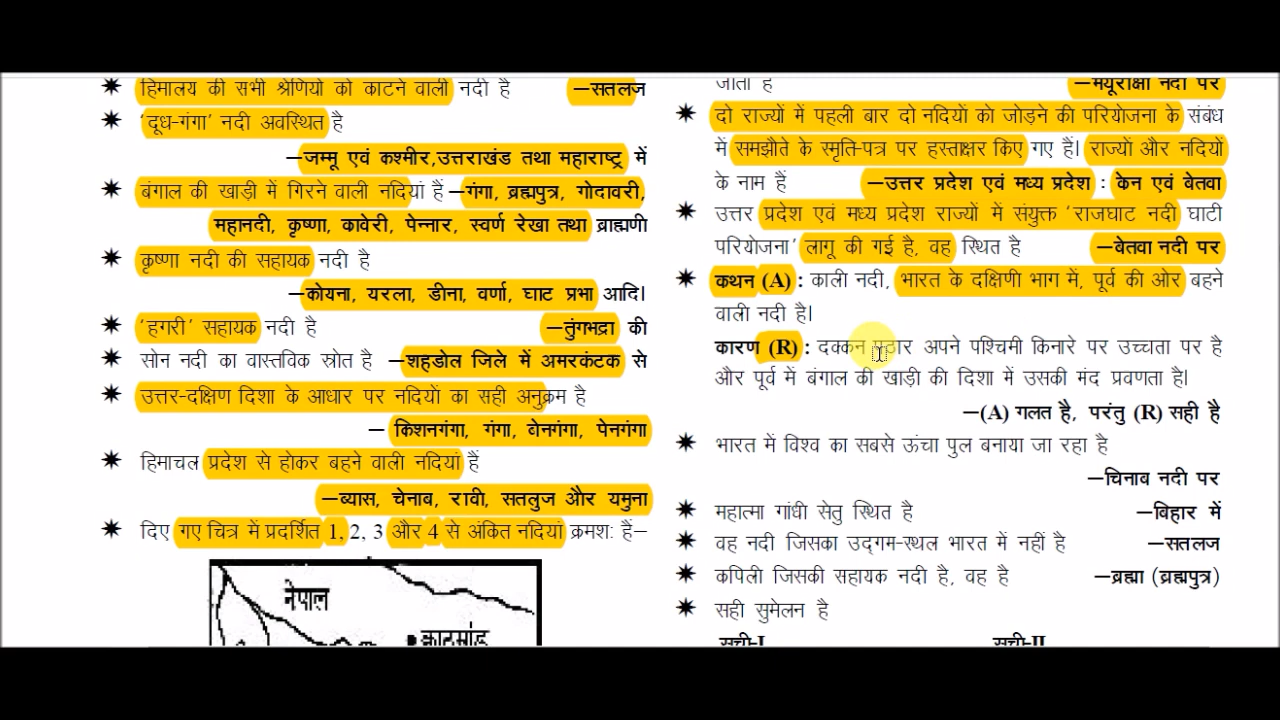 ★ हिमालय की सभी श्रेणियो को काटने वाली नदी है —सतलज
★ 'दूध-गंगा' नदी अवस्थित है
—जम्मू एवं कश्मीर,उत्तराखंड तथा महाराष्ट्र में
★ बंगाल की खाड़ी में गिरने वाली नदियां हैं —गंगा, ब्रह्मपुत्र, गोदावरी,
महानदी, कृष्णा, कावेरी, पेन्नार, स्वर्ण रेखा तथा ब्राह्मणी
★ कृष्णा नदी की सहायक नदी है
—कोयना, यरला, डीना, वर्णा, घाट प्रभा आदि।
★ 'हगरी' सहायक नदी है —तुंगभद्रा की
सोन नदी का वास्तविक स्रोत है —शहडोल जिले में अमरकंटक से
★ उत्तर-दक्षिण दिशा के आधार पर नदियों का सही अनुक्रम है
— किशनगंगा, गंगा, वेनगंगा, पेनगंगा
★ हिमाचल प्रदेश से होकर बहने वाली नदियां हैं
—व्यास, चेनाब, रावी, सतलुज और यमुना
★ दिए गए चित्र में प्रदर्शित 1, 2, 3 और 4 से अंकित नदियां क्रमश: हैं—
नेपाल
काठमांडू
जाता है —मयूराक्षी नदी पर
★ दो राज्यों में पहली बार दो नदियों को जोड़ने की परियोजना के संबंध
में समझौते के स्मृति-पत्र पर हस्ताक्षर किए गए हैं। राज्यों और नदियों
के नाम हैं —उत्तर प्रदेश एवं मध्य प्रदेश : केन एवं बेतवा
★ उत्तर प्रदेश एवं मध्य प्रदेश राज्यों में संयुक्त 'राजघाट नदी घाटी
परियोजना' लागू की गई है, वह स्थित है —बेतवा नदी पर
★ कथन (A) : काली नदी, भारत के दक्षिणी भाग में, पूर्व की ओर बहने
वाली नदी है।
कारण (R) : दक्कन पठार अपने पश्चिमी किनारे पर उच्चता पर है
और पूर्व में बंगाल की खाड़ी की दिशा में उसकी मंद प्रवणता है।
—(A) गलत है, परंतु (R) सही है
★ भारत में विश्व का सबसे ऊंचा पुल बनाया जा रहा है
—चिनाब नदी पर
★ महात्मा गांधी सेतु स्थित है —विहार में
★ वह नदी जिसका उद्गम-स्थल भारत में नहीं है —सतलज
★ कपिली जिसकी सहायक नदी है, वह है —ब्रह्मा (ब्रह्मपुत्र)
★ सही सुमेलन है
सूची-I सूची-II